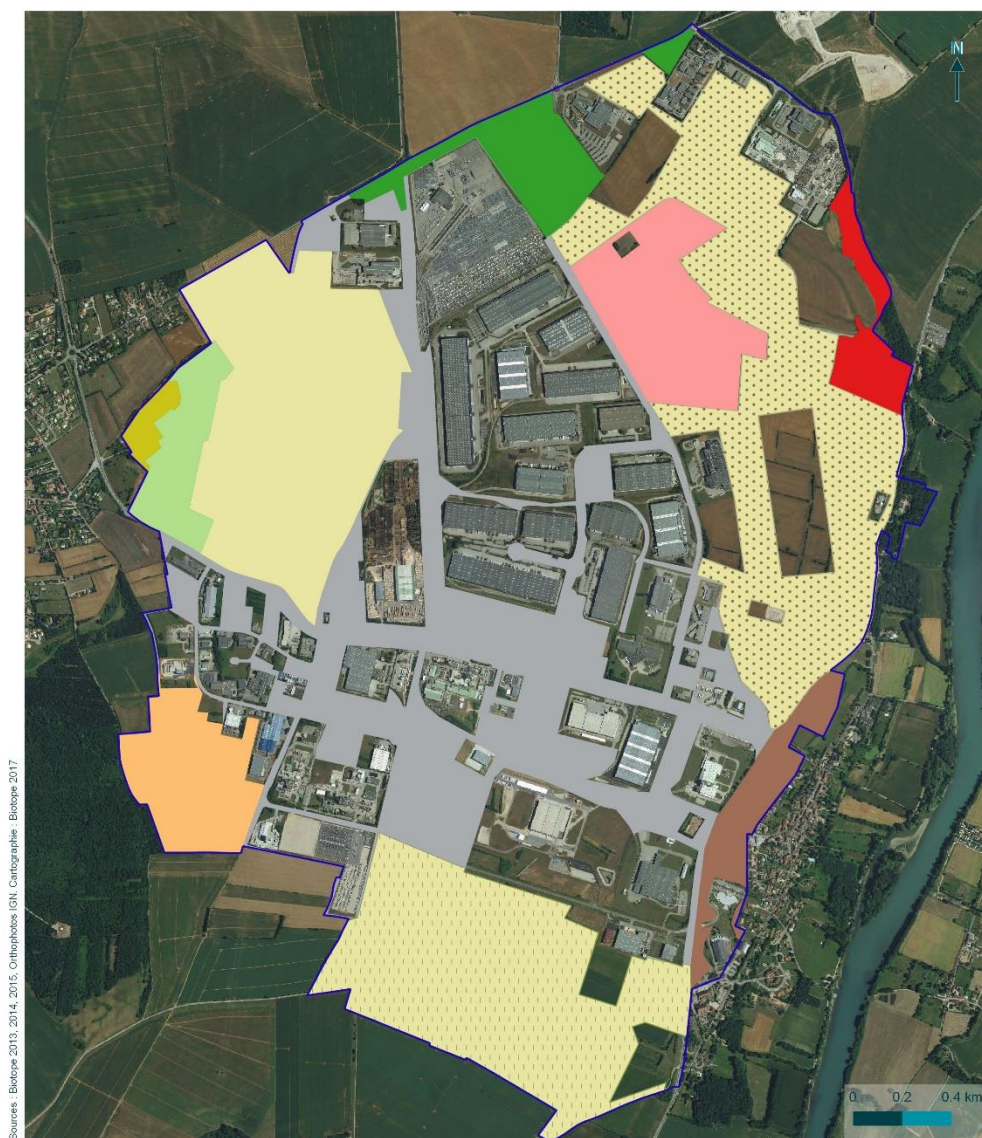 N
Sources : Biotope 2013, 2014, 2015, Orthophotos IGN. Cartographie : Biotope 2017
0 0.2 0.4 km